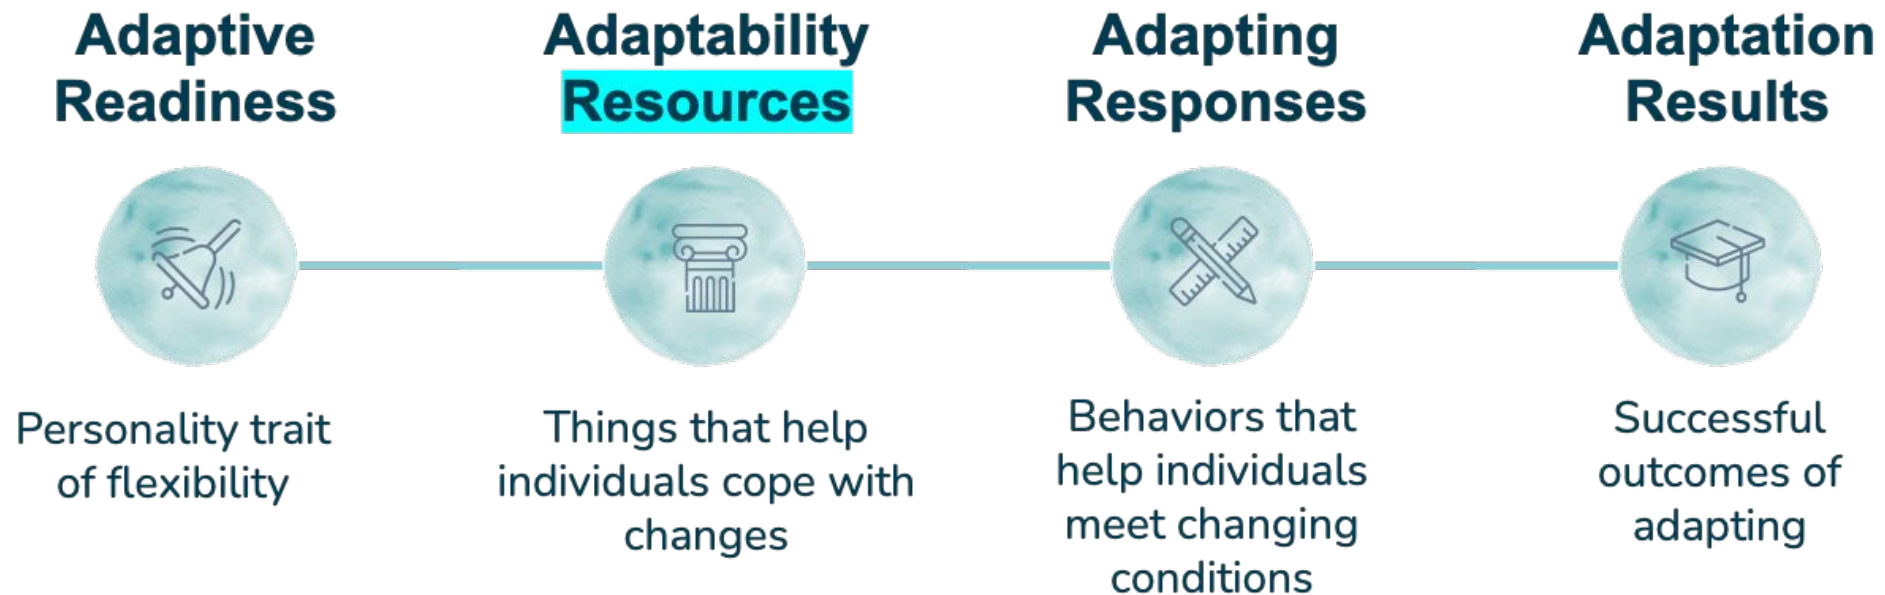 Adaptive
Readiness
Personality trait
of flexibility
Adaptability
Resources
Things that help
individuals cope with
changes
Adapting
Responses
Behaviors that
help individuals
meet changing
conditions
Adaptation
Results
Successful
outcomes of
adapting